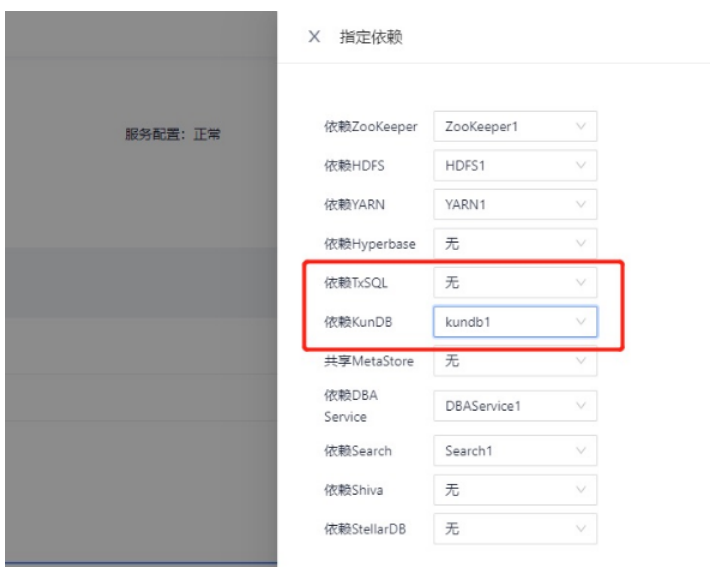 X 指定依赖
服务配置：正常
依赖ZooKeeper ZooKeeper1
依赖HDFS HDFS1
依赖YARN YARN1
依赖Hyperbase 无
依赖TxSQL 无
依赖KunDB kundb1
共享MetaStore 无
依赖DBA
Service DBAService1
依赖Search Search1
依赖Shiva 无
依赖StellarDB 无